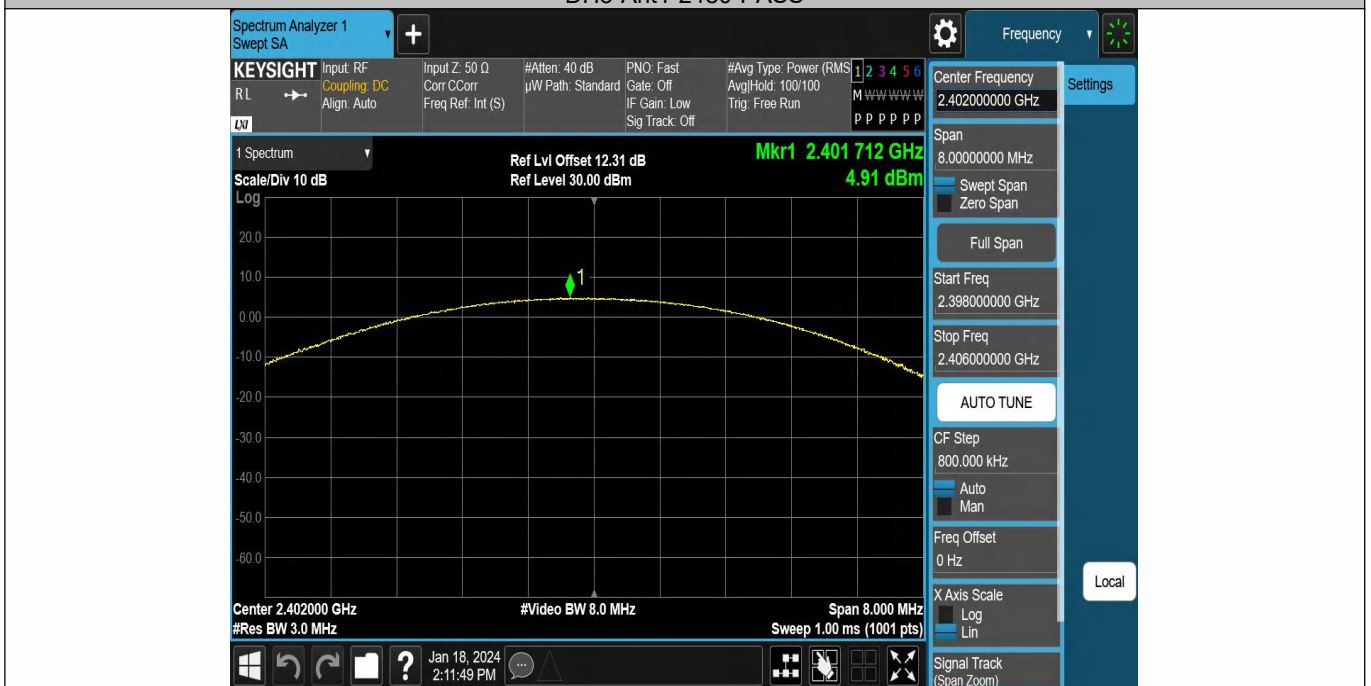 Spectrum Analyzer 1
Swept SA
Frequency
KEYSIGHT
RL
LXI
Input: RF
Coupling: DC
Align: Auto
Input Z: 50 Ω
Corr CCorr
Freq Ref: Int (S)
#Atten: 40 dB
µW Path: Standard
PNO: Fast
Gate: Off
IF Gain: Low
Sig Track: Off
#Avg Type: Power (RMS
Avg|Hold: 100/100
Trig: Free Run
1 2 3 4 5 6
M W W W W W
P P P P P P
1 Spectrum
Scale/Div 10 dB
Log
Ref Lvl Offset 12.31 dB
Ref Level 30.00 dBm
Mkr1 2.401 712 GHz
4.91 dBm
20.0
10.0
1
0.00
-10.0
-20.0
-30.0
-40.0
-50.0
-60.0
Center 2.402000 GHz
#Res BW 3.0 MHz
#Video BW 8.0 MHz
Span 8.000 MHz
Sweep 1.00 ms (1001 pts)
Center Frequency
2.402000000 GHz
Settings
Span
8.00000000 MHz
Swept Span
Zero Span
Full Span
Start Freq
2.398000000 GHz
Stop Freq
2.406000000 GHz
AUTO TUNE
CF Step
800.000 kHz
Auto
Man
Freq Offset
0 Hz
X Axis Scale
Log
Lin
Local
Signal Track
(Span Zoom)
?
Jan 18, 2024
2:11:49 PM